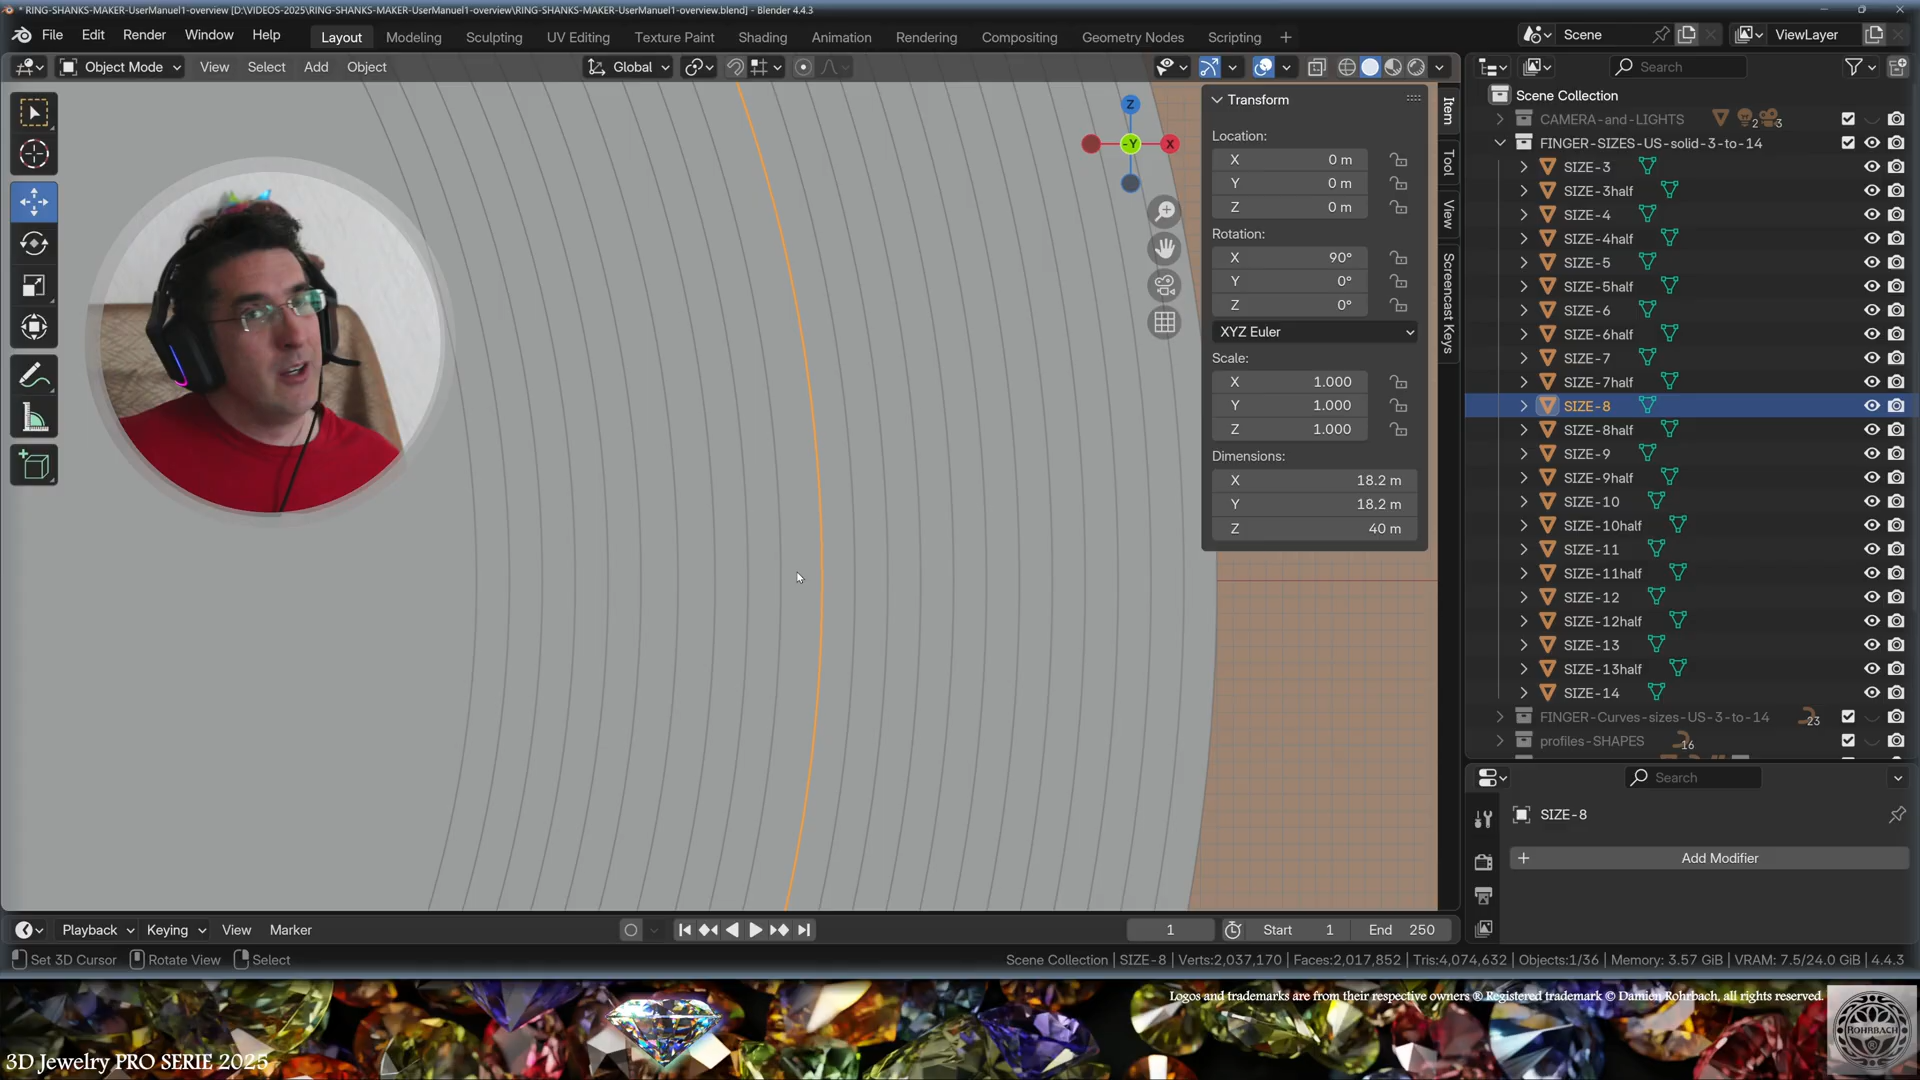 * RING-SHANKS-MAKER-UserManuel1-overview [D:\VIDEOS-2025\RING-SHANKS-MAKER-UserManuel1-overview\RING-SHANKS-MAKER-UserManuel1-overview.blend] - Blender 4.4.3
File Edit Render Window Help Layout Modeling Sculpting UV Editing Texture Paint Shading Animation Rendering Compositing Geometry Nodes Scripting + Scene ViewLayer
Object Mode View Select Add Object Global Search
Transform
Location:
X 0 m
Y 0 m
Z 0 m
Rotation:
X 90°
Y 0°
Z 0°
XYZ Euler
Scale:
X 1.000
Y 1.000
Z 1.000
Dimensions:
X 18.2 m
Y 18.2 m
Z 40 m
Z
-Y
X
Item
Tool
View
Screencast Keys
Scene Collection
CAMERA-and-LIGHTS 2 3
FINGER-SIZES-US-solid-3-to-14
SIZE-3
SIZE-3half
SIZE-4
SIZE-4half
SIZE-5
SIZE-5half
SIZE-6
SIZE-6half
SIZE-7
SIZE-7half
SIZE-8
SIZE-8half
SIZE-9
SIZE-9half
SIZE-10
SIZE-10half
SIZE-11
SIZE-11half
SIZE-12
SIZE-12half
SIZE-13
SIZE-13half
SIZE-14
FINGER-Curves-sizes-US-3-to-14 23
profiles-SHAPES 16
Search
SIZE-8
+ Add Modifier
Playback Keying View Marker 1 Start 1 End 250
Set 3D Cursor Rotate View Select Scene Collection | SIZE-8 | Verts:2,037,170 | Faces:2,017,852 | Tris:4,074,632 | Objects:1/36 | Memory: 3.57 GiB | VRAM: 7.5/24.0 GiB | 4.4.3
Logos and trademarks are from their respective owners ® Registered trademark © Damien Rohrbach, all rights reserved.
3D Jewelry PRO SERIE 2025
ROHRBACH